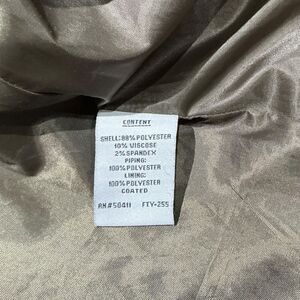 CONTENT
SHELL: 88% POLYESTER
10% VISCOSE
2% SPANDEX
PIPING:
100% POLYESTER
LINING:
100% POLYESTER
COATED
RN#50411 FTY-255